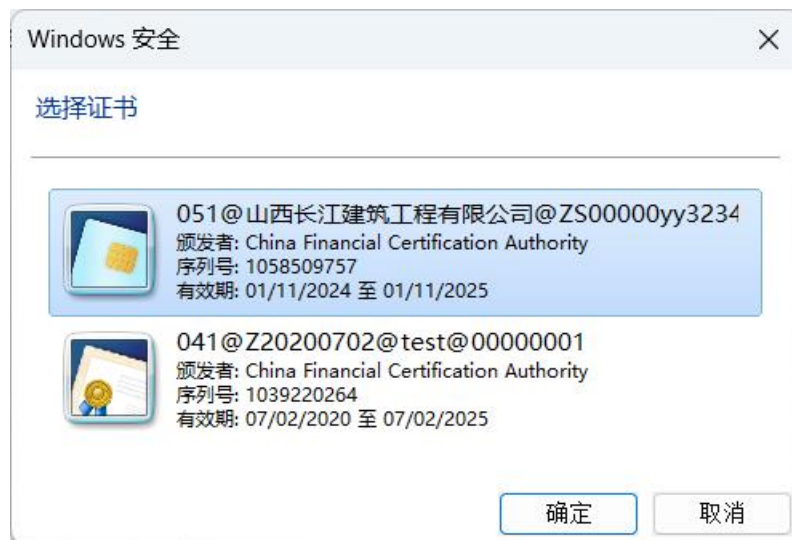 Windows 安全
选择证书
051@山西长江建筑工程有限公司@ZS00000yy3234
颁发者: China Financial Certification Authority
序列号: 1058509757
有效期: 01/11/2024 至 01/11/2025
041@Z20200702@test@00000001
颁发者: China Financial Certification Authority
序列号: 1039220264
有效期: 07/02/2020 至 07/02/2025
确定 取消